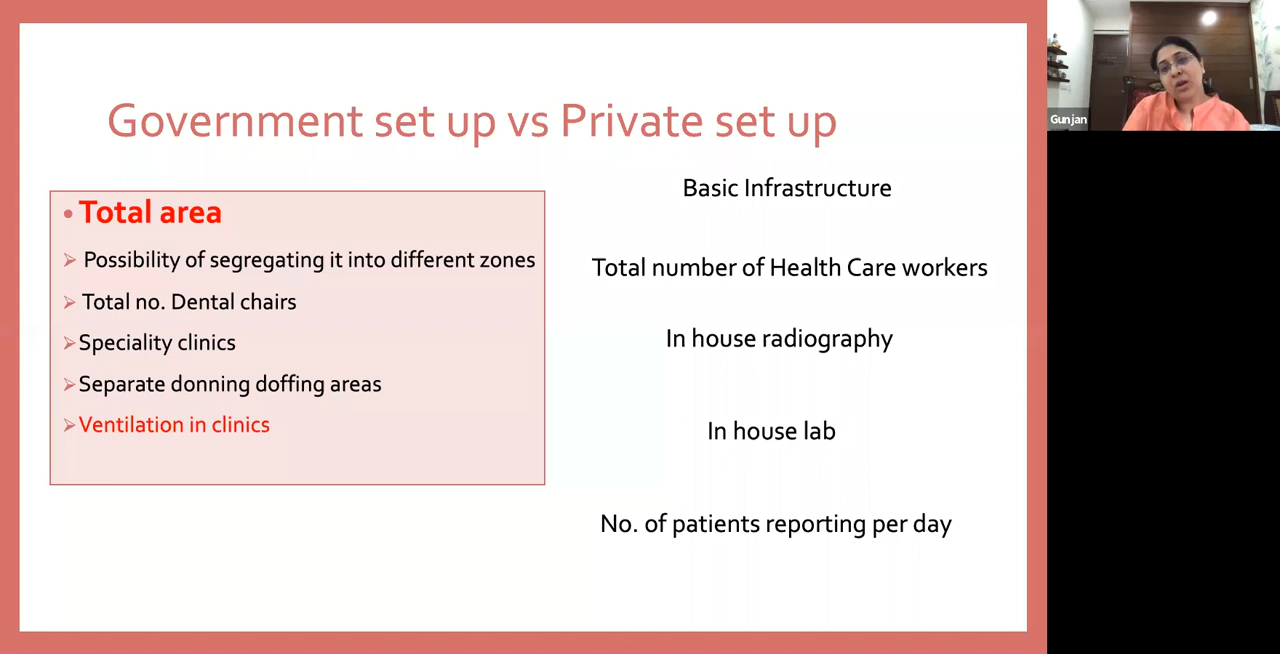 Government set up vs Private set up
• Total area
➢ Possibility of segregating it into different zones
➢ Total no. Dental chairs
➢ Speciality clinics
➢ Separate donning doffing areas
➢ Ventilation in clinics
Basic Infrastructure
Total number of Health Care workers
In house radiography
In house lab
No. of patients reporting per day
Gunjan